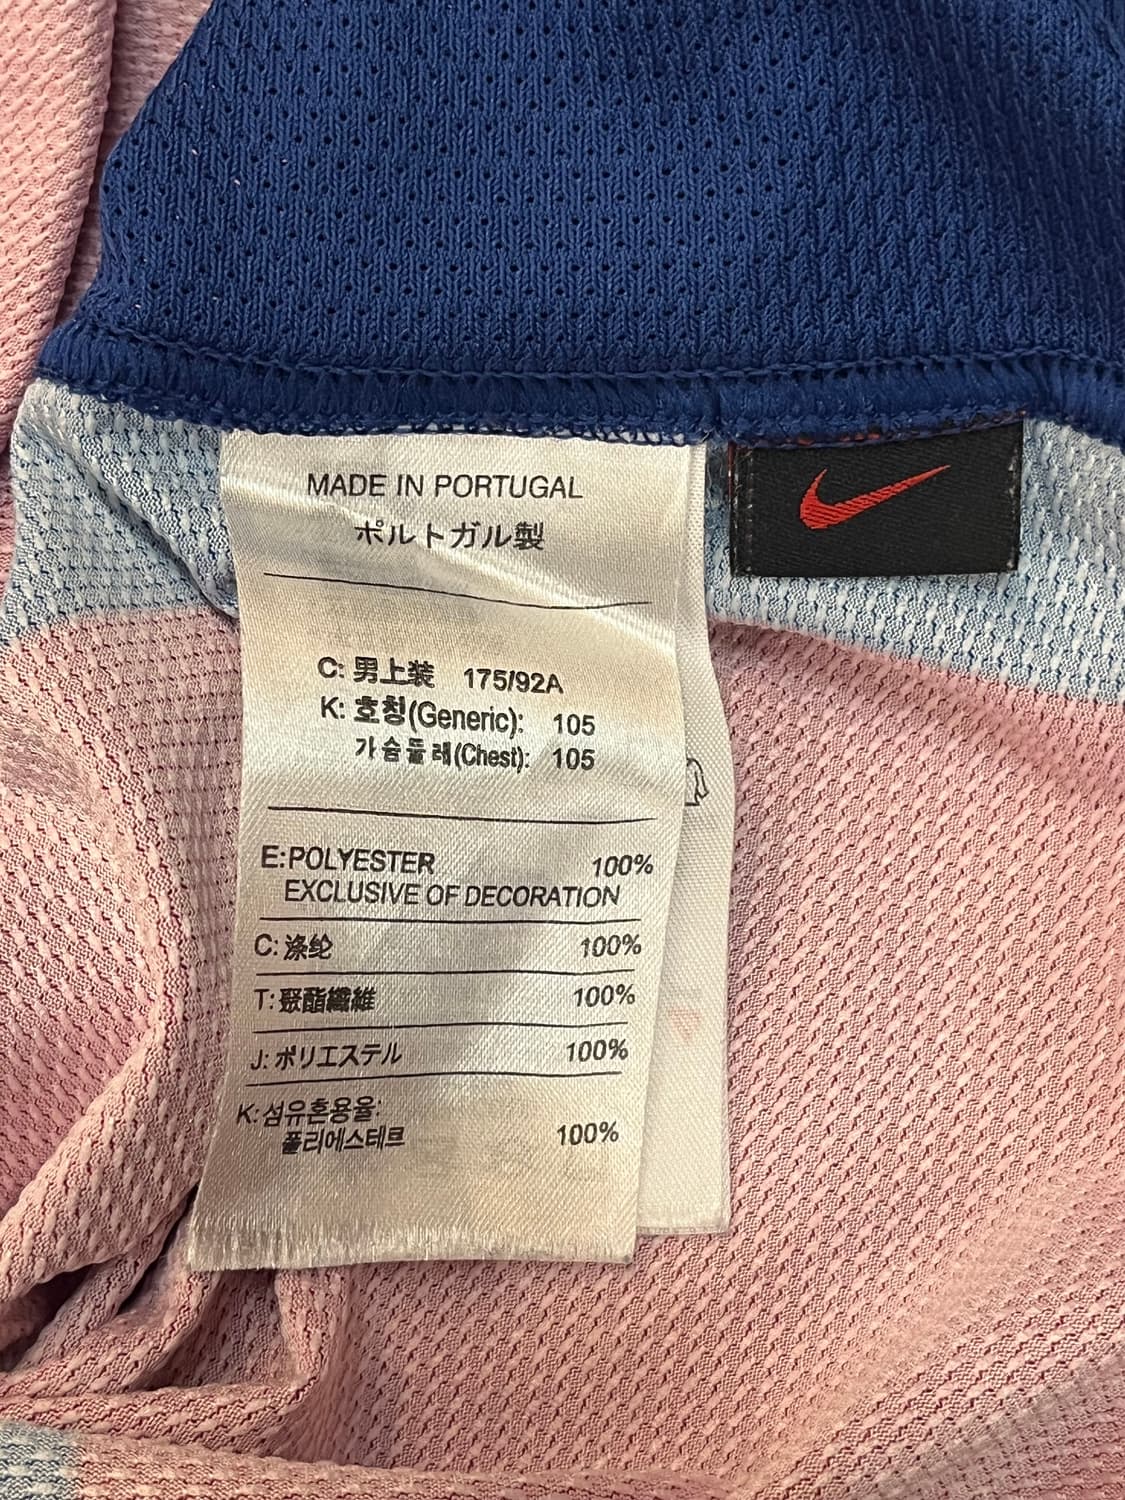 MADE IN PORTUGAL
ポルトガル製
C: 男上装 175/92A
K: 호칭(Generic): 105
가슴둘레(Chest): 105
E:POLYESTER 100%
EXCLUSIVE OF DECORATION
C: 涤纶 100%
T: 聚酯纖維 100%
J: ポリエステル 100%
K: 섬유혼용율:
폴리에스테르 100%